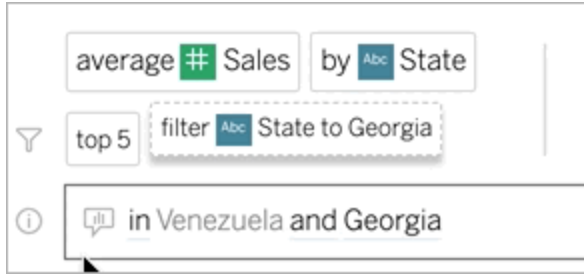 average # Sales by Abc State
top 5 filter Abc State to Georgia
in Venezuela and Georgia